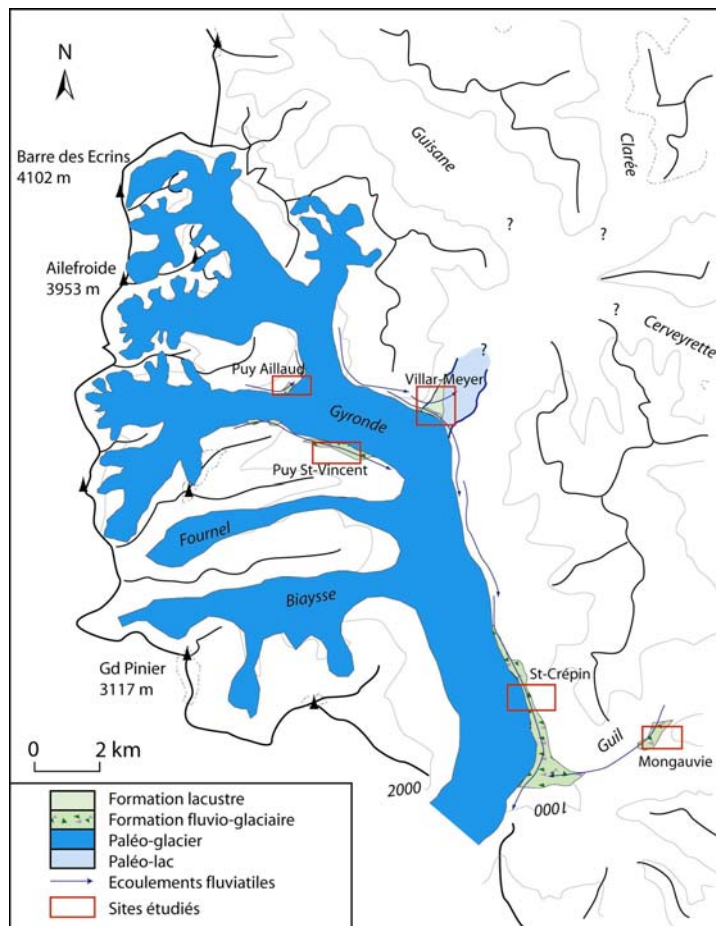 N
Barre des Ecrins
4102 m
Guisane
Clarée
?
?
Ailefroide
3953 m
?
Cerveyrette
?
Puy Aillaud
Villar-Meyer
Gyronde
Puy St-Vincent
Fournel
Biaysse
Gd Pinier
3117 m
St-Crépin
Guil
Mongauvie
0 2 km
2000
1000
Formation lacustre
Formation fluvio-glaciaire
Paléo-glacier
Paléo-lac
Ecoulements fluviatiles
Sites étudiés